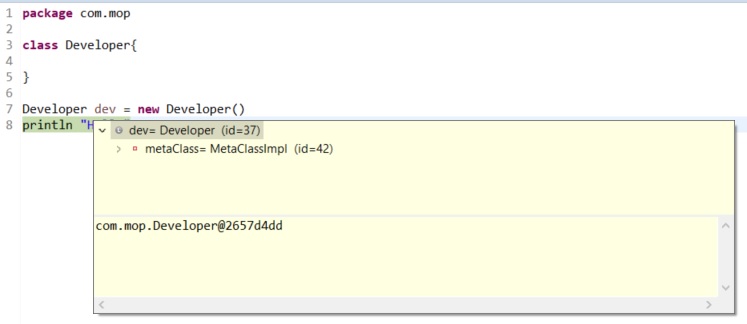 1 package com.mop
2
3 class Developer{
4
5 }
6
7 Developer dev = new Developer()
8 println "H
dev= Developer (id=37)
metaClass= MetaClassImpl (id=42)
com.mop.Developer@2657d4dd